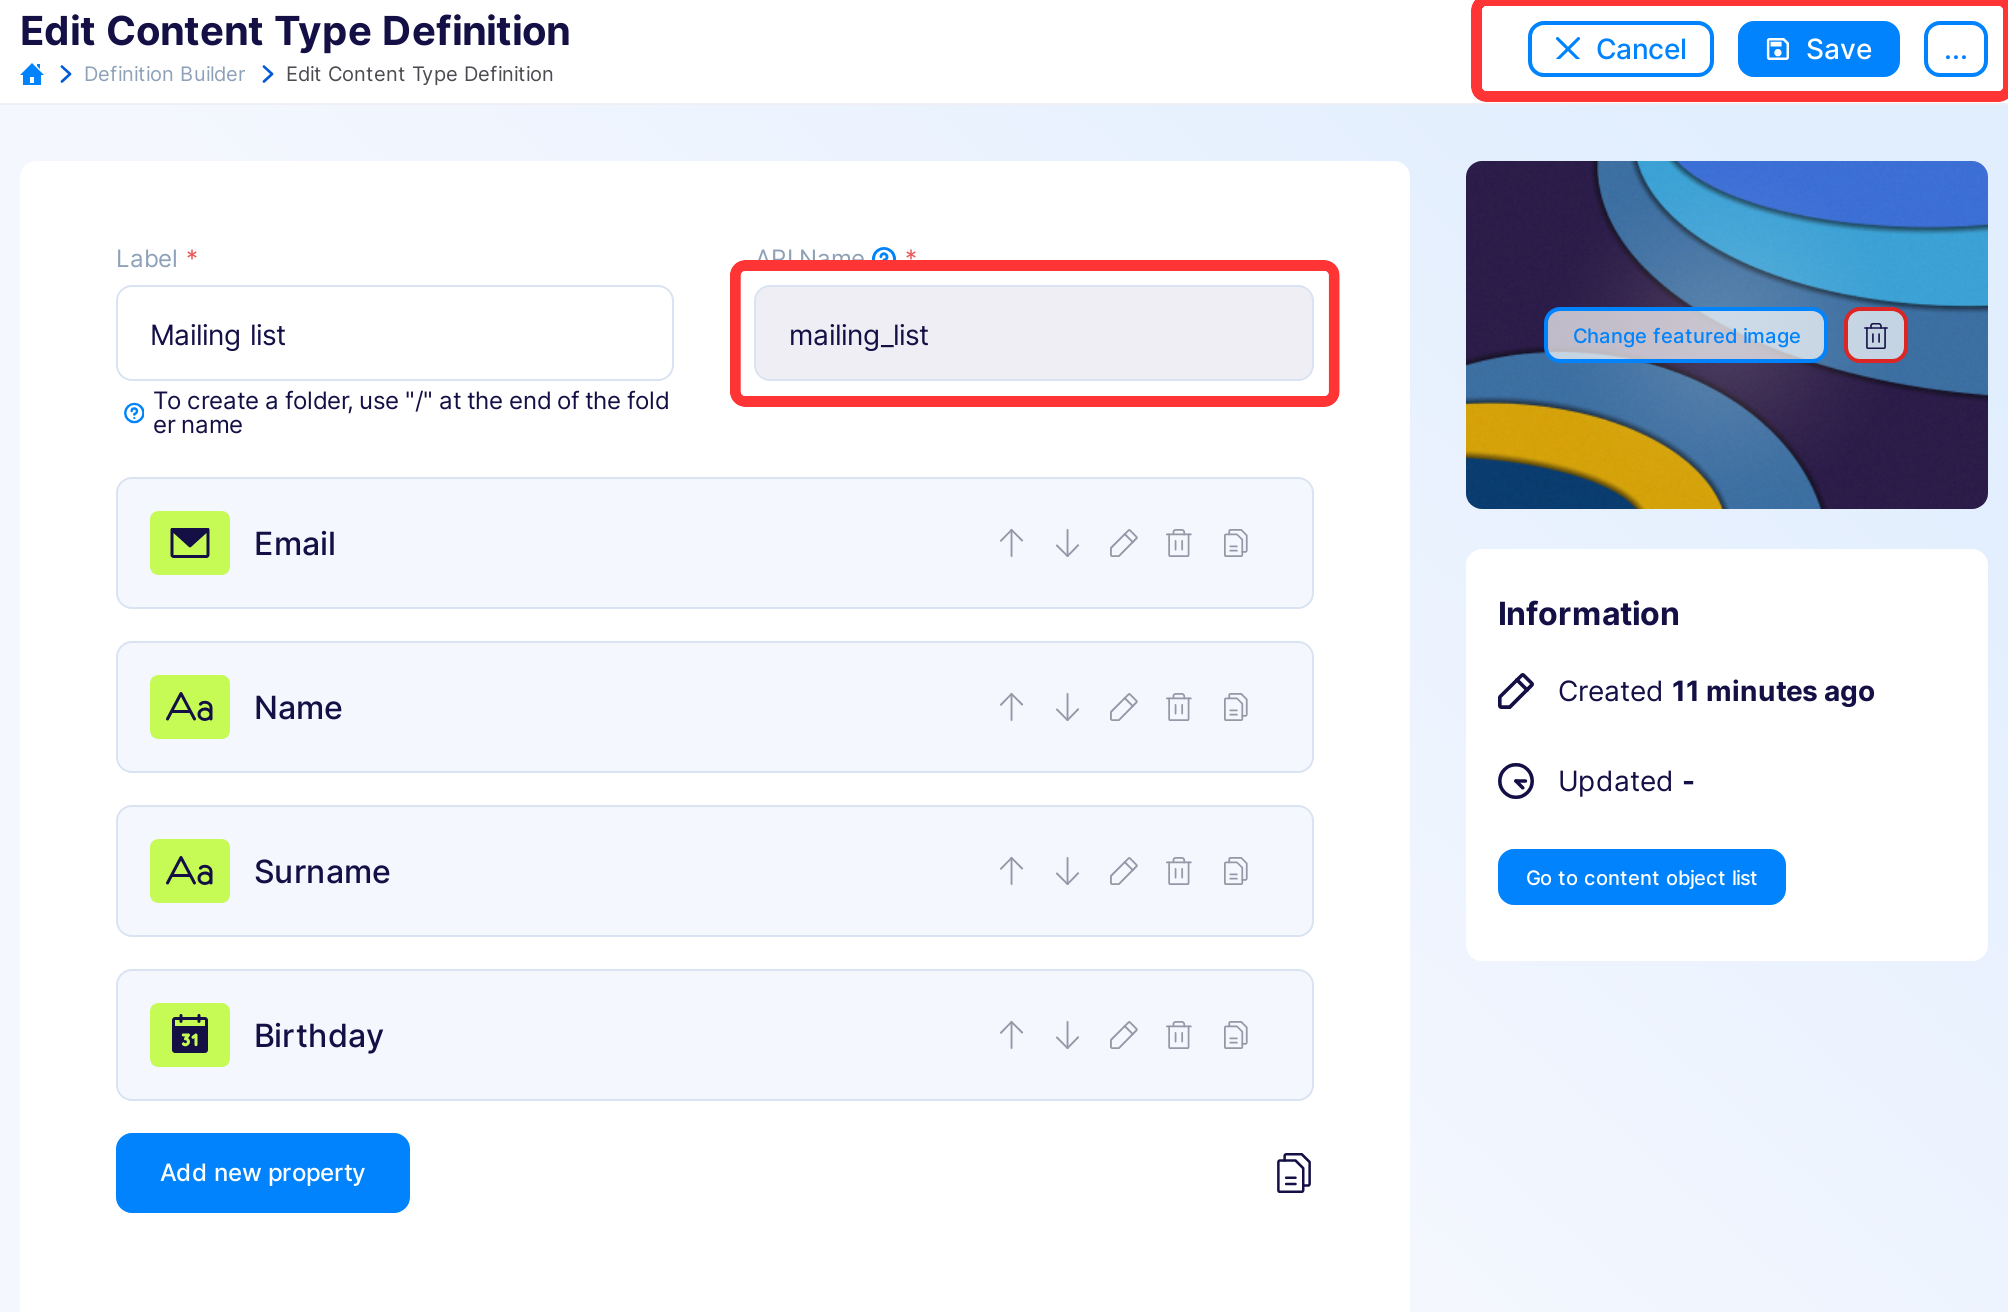 Edit Content Type Definition
Cancel
Save
...
Definition Builder
Edit Content Type Definition
Label *
API Name *
Mailing list
mailing_list
To create a folder, use "/" at the end of the fold
er name
Change featured image
Email
Aa Name
Aa Surname
31 Birthday
Add new property
Information
Created 11 minutes ago
Updated -
Go to content object list